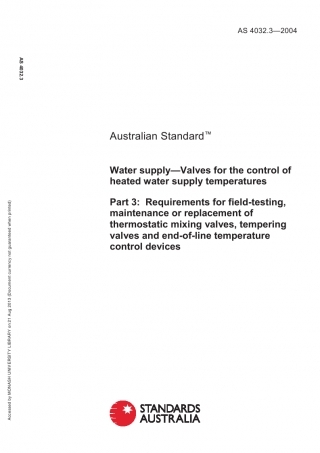 AS 4032.3—2004
AS 4032.3
Australian Standard™
Water supply—Valves for the control of
heated water supply temperatures
Part 3: Requirements for field-testing,
maintenance or replacement of
thermostatic mixing valves, tempering
valves and end-of-line temperature
control devices
Accessed by MONASH UNIVERSITY LIBRARY on 21 Aug 2013 (Document currency not guaranteed when printed)
STANDARDS
AUSTRALIA